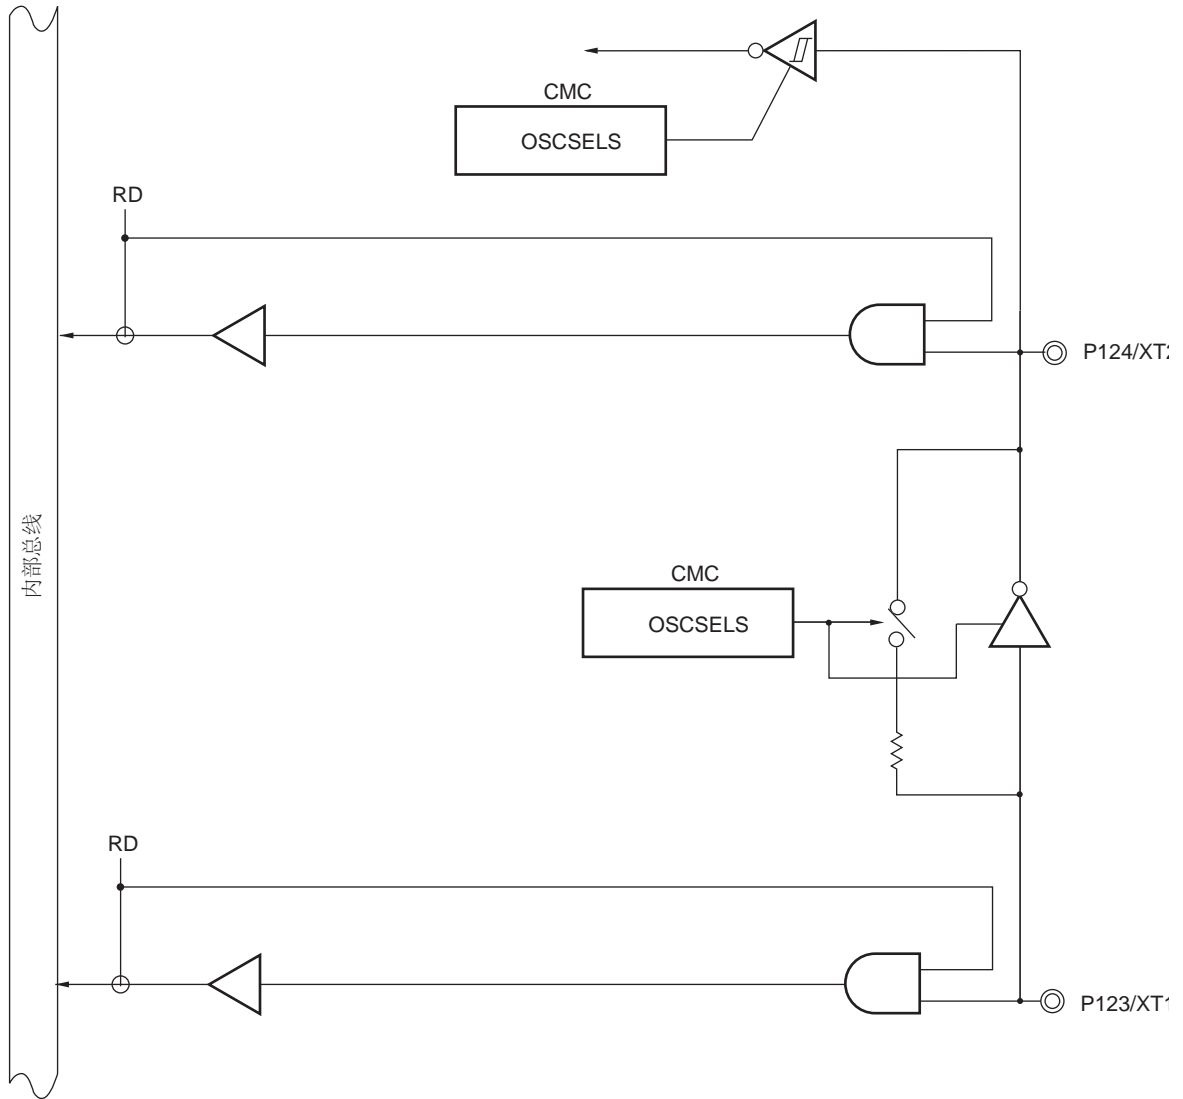 CMC
OSCSELS
RD
P124/XT2
内部总线
CMC
OSCSELS
RD
P123/XT1